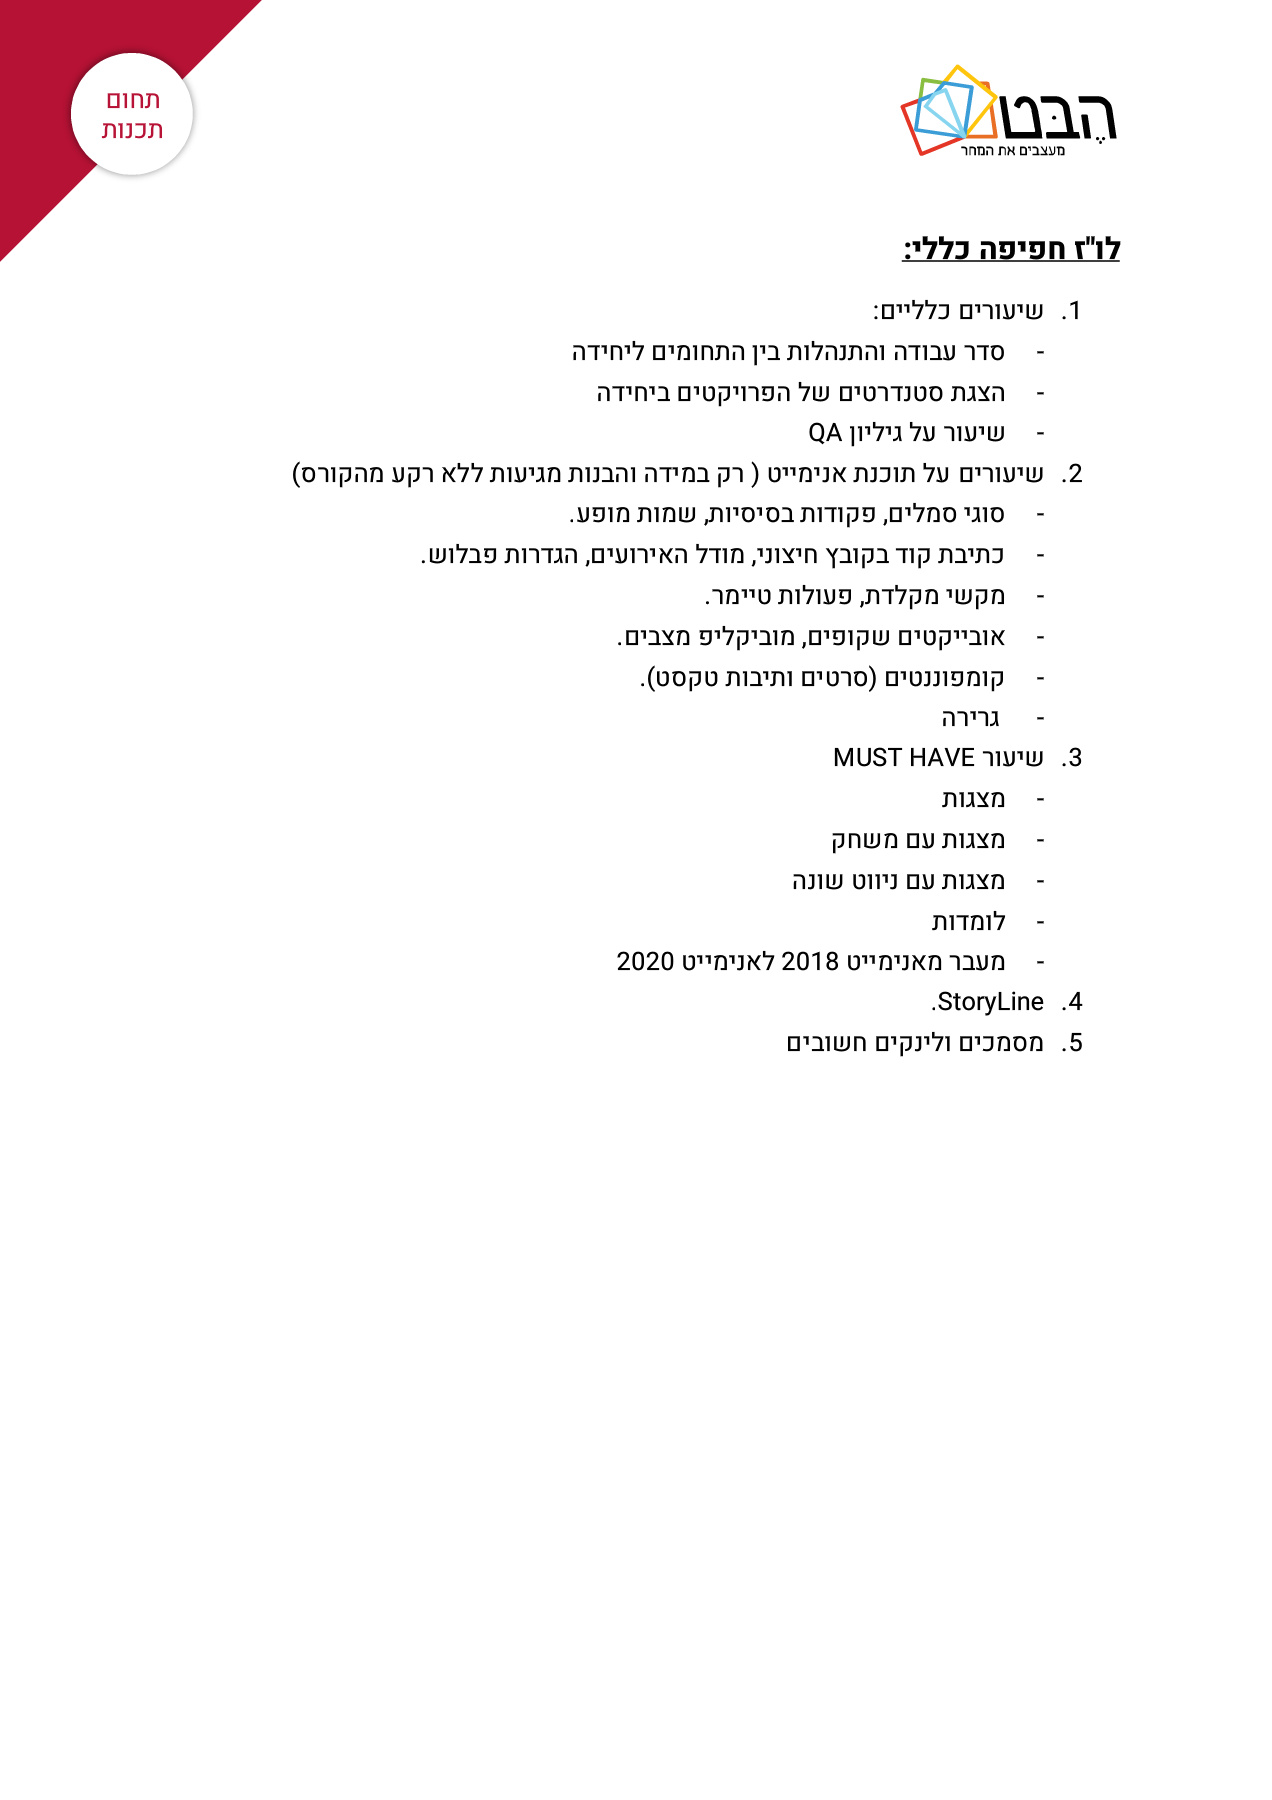 תחום
תכנות
הֶבט
מעצבים את המחר
לו"ז חפיפה כללי:
1. שיעורים כלליים:
- סדר עבודה והתנהלות בין התחומים ליחידה
- הצגת סטנדרטים של הפרויקטים ביחידה
- שיעור על גיליון QA
2. שיעורים על תוכנת אנימייט ( רק במידה והבנות מגיעות ללא רקע מהקורס)
- סוגי סמלים, פקודות בסיסיות, שמות מופע.
- כתיבת קוד בקובץ חיצוני, מודל האירועים, הגדרות פבלוש.
- מקשי מקלדת, פעולות טיימר.
- אובייקטים שקופים, מוביקליפ מצבים.
- קומפוננטים (סרטים ותיבות טקסט).
- גרירה
3. שיעור MUST HAVE
- מצגות
- מצגות עם משחק
- מצגות עם ניווט שונה
- לומדות
- מעבר מאנימייט 2018 לאנימייט 2020
4. StoryLine.
5. מסמכים ולינקים חשובים